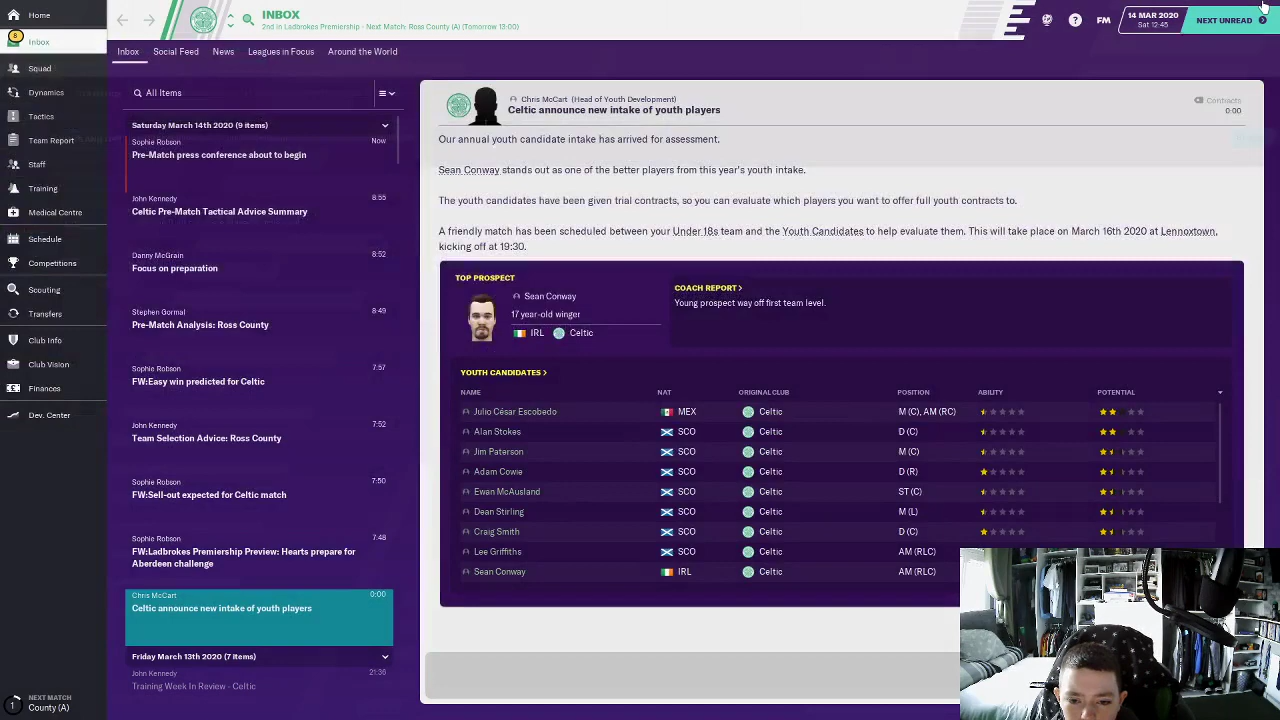 INBOX
2nd in Ladbrokes Premiership - Next Match: Ross County (A) (Tomorrow 13:00)
FM
14 MAR 2020
Sat 12:45
NEXT UNREAD
8
Inbox
Squad
Dynamics
Tactics
Team Report
Staff
Training
Medical Centre
Schedule
Competitions
Scouting
Transfers
Club Info
Club Vision
Finances
Dev. Center
1
NEXT MATCH
County (A)
Inbox Social Feed News Leagues in Focus Around the World
All Items
Saturday March 14th 2020 (9 items)
Sophie Robson Now
Pre-Match press conference about to begin
John Kennedy 8:55
Celtic Pre-Match Tactical Advice Summary
Danny McGrain 8:52
Focus on preparation
Stephen Gormal 8:49
Pre-Match Analysis: Ross County
Sophie Robson 7:57
FW:Easy win predicted for Celtic
John Kennedy 7:52
Team Selection Advice: Ross County
Sophie Robson 7:50
FW:Sell-out expected for Celtic match
Sophie Robson 7:48
FW:Ladbrokes Premiership Preview: Hearts prepare for
Aberdeen challenge
Chris McCart 0:00
Celtic announce new intake of youth players
Friday March 13th 2020 (7 items)
John Kennedy 21:36
Training Week In Review - Celtic
Chris McCart (Head of Youth Development)
Celtic announce new intake of youth players
Contracts
0:00
Our annual youth candidate intake has arrived for assessment.
Sean Conway stands out as one of the better players from this year's youth intake.
The youth candidates have been given trial contracts, so you can evaluate which players you want to offer full youth contracts to.
A friendly match has been scheduled between your Under 18s team and the Youth Candidates to help evaluate them. This will take place on March 16th 2020 at Lennoxtown,
kicking off at 19:30.
TOP PROSPECT
Sean Conway
17 year-old winger
IRL Celtic
COACH REPORT >
Young prospect way off first team level.
YOUTH CANDIDATES >
NAME NAT ORIGINAL CLUB POSITION ABILITY POTENTIAL
Julio César Escobedo MEX Celtic M (C), AM (RC)
Alan Stokes SCO Celtic D (C)
Jim Paterson SCO Celtic M (C)
Adam Cowie SCO Celtic D (R)
Ewan McAusland SCO Celtic ST (C)
Dean Stirling SCO Celtic M (L)
Craig Smith SCO Celtic D (C)
Lee Griffiths SCO Celtic AM (RLC)
Sean Conway IRL Celtic AM (RLC)